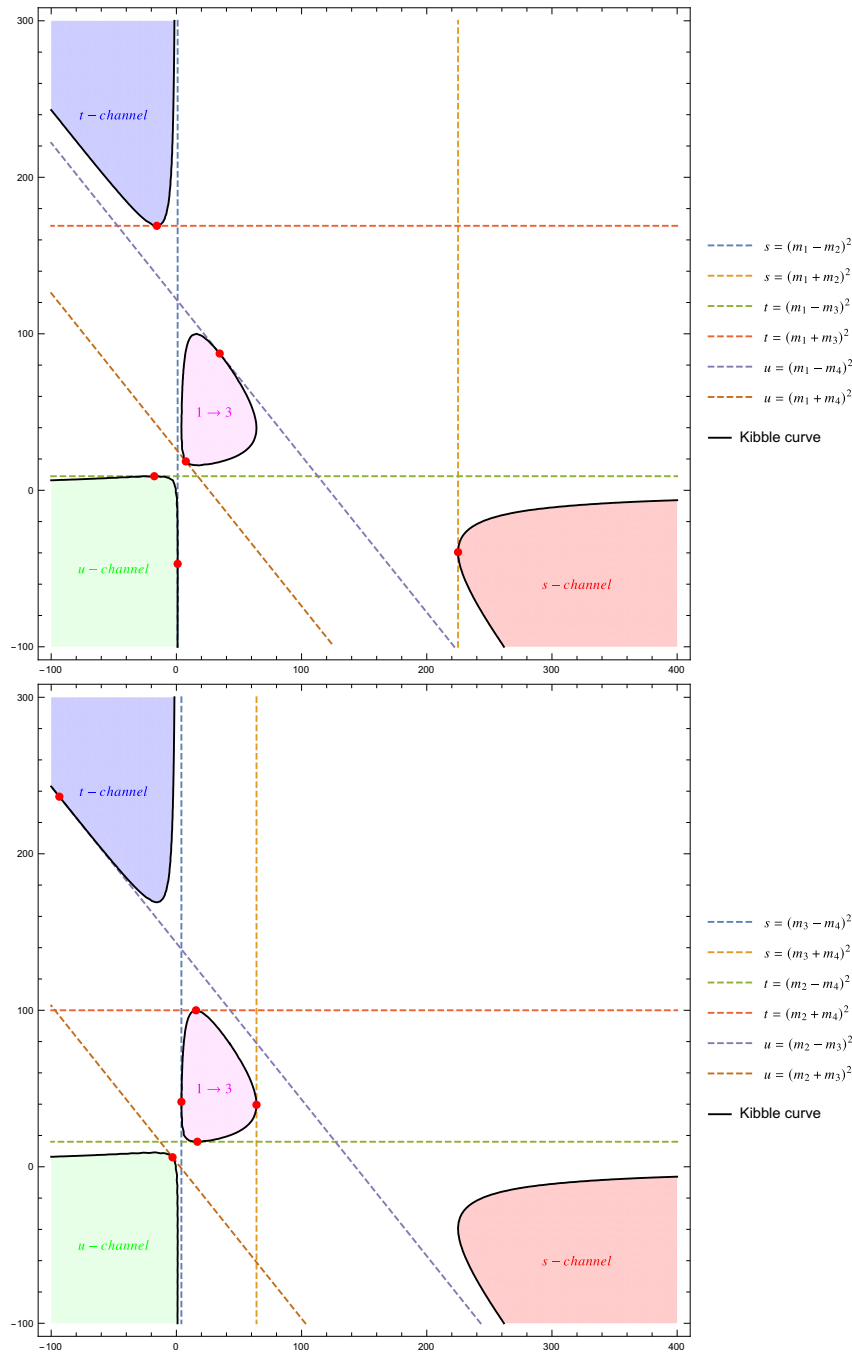 300
200
100
0
−100
−100
0
100
200
300
400
t − channel
1 → 3
u − channel
s − channel
s = (m₁ − m₂)²
s = (m₁ + m₂)²
t = (m₁ − m₃)²
t = (m₁ + m₃)²
u = (m₁ − m₄)²
u = (m₁ + m₄)²
Kibble curve
300
200
100
0
−100
−100
0
100
200
300
400
t − channel
1 → 3
u − channel
s − channel
s = (m₃ − m₄)²
s = (m₃ + m₄)²
t = (m₂ − m₄)²
t = (m₂ + m₄)²
u = (m₂ − m₃)²
u = (m₂ + m₃)²
Kibble curve